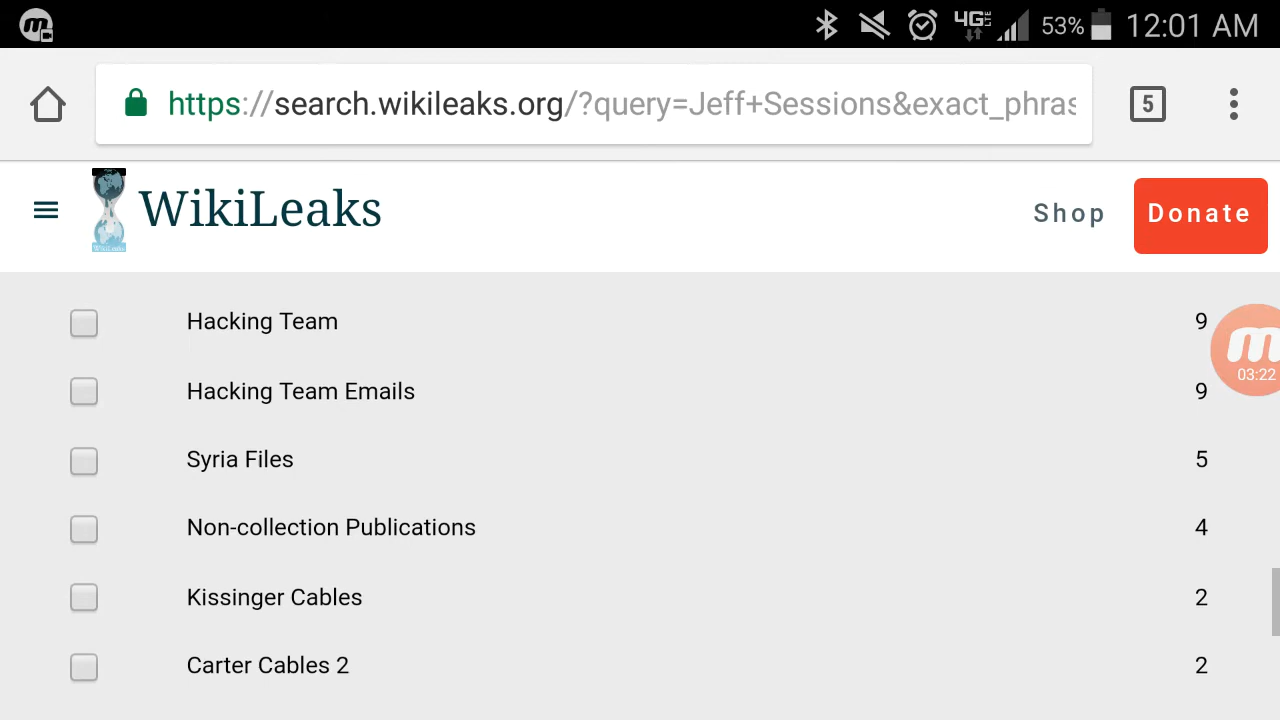 53% 12:01 AM
https://search.wikileaks.org/?query=Jeff+Sessions&exact_phras
5
WikiLeaks
Shop
Donate
Hacking Team 9
Hacking Team Emails 9
03:22
Syria Files 5
Non-collection Publications 4
Kissinger Cables 2
Carter Cables 2 2